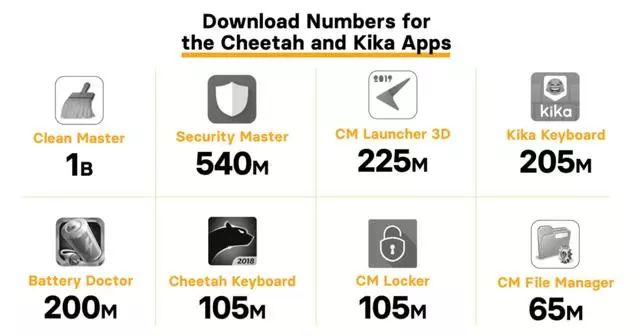 Download Numbers for
the Cheetah and Kika Apps
Clean Master
1B
Security Master
540M
2019
CM Launcher 3D
225M
kika
Kika Keyboard
205M
Battery Doctor
200M
2018
Cheetah Keyboard
105M
CM Locker
105M
CM File Manager
65M